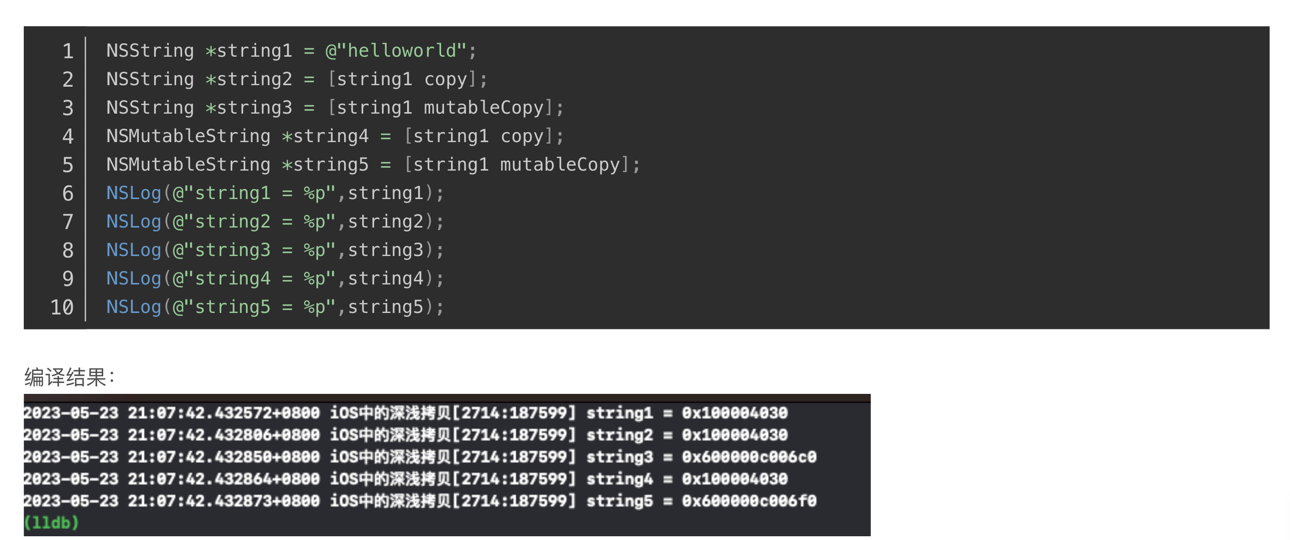 1 NSString *string1 = @"helloworld";
2 NSString *string2 = [string1 copy];
3 NSString *string3 = [string1 mutableCopy];
4 NSMutableString *string4 = [string1 copy];
5 NSMutableString *string5 = [string1 mutableCopy];
6 NSLog(@"string1 = %p",string1);
7 NSLog(@"string2 = %p",string2);
8 NSLog(@"string3 = %p",string3);
9 NSLog(@"string4 = %p",string4);
10 NSLog(@"string5 = %p",string5);
编译结果：
2023-05-23 21:07:42.432572+0800 iOS中的深浅拷贝[2714:187599] string1 = 0x100004030
2023-05-23 21:07:42.432806+0800 iOS中的深浅拷贝[2714:187599] string2 = 0x100004030
2023-05-23 21:07:42.432850+0800 iOS中的深浅拷贝[2714:187599] string3 = 0x600000c006c0
2023-05-23 21:07:42.432864+0800 iOS中的深浅拷贝[2714:187599] string4 = 0x100004030
2023-05-23 21:07:42.432873+0800 iOS中的深浅拷贝[2714:187599] string5 = 0x600000c006f0
(lldb)